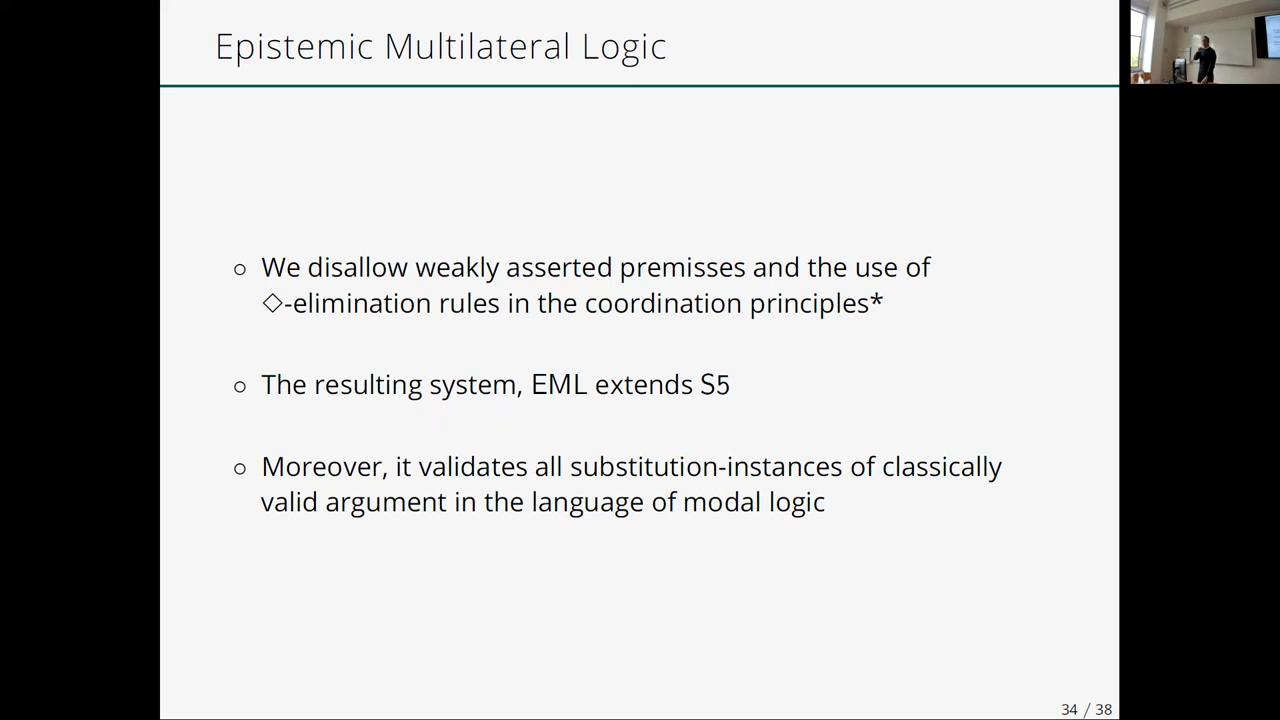 Epistemic Multilateral Logic
○ We disallow weakly asserted premisses and the use of
◇-elimination rules in the coordination principles*
○ The resulting system, EML extends S5
○ Moreover, it validates all substitution-instances of classically
valid argument in the language of modal logic
34 / 38